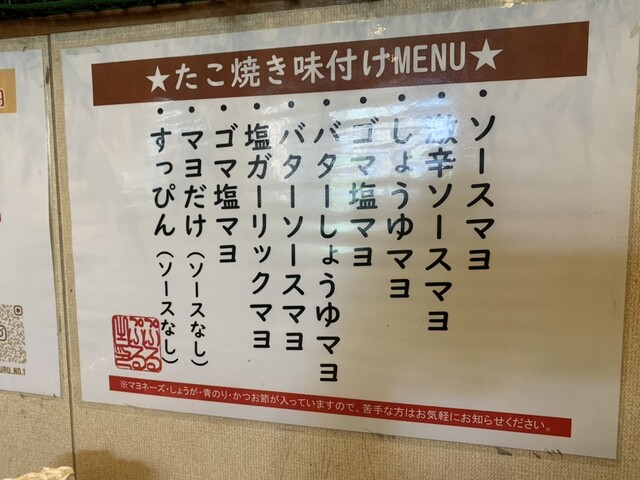 ★たこ焼き味付けMENU★
・ソースマヨ
・激辛ソースマヨ
・しょうゆマヨ
・ゴマ塩マヨ
・バターしょうゆマヨ
・バターソースマヨ
・塩ガーリックマヨ
・ゴマ塩マヨ
・マヨだけ（ソースなし）
・すっぴん（ソースなし）
※マヨネーズ・しょうが・青のり・かつお節が入っていますので、苦手な方はお気軽にお知らせください。
URU_NO.1